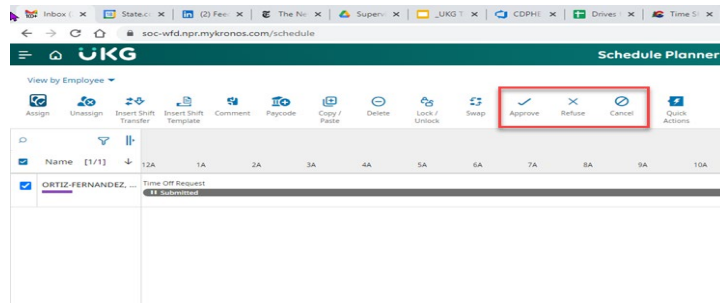 Inbox ( State.co (2) Fee The Ne Superv _UKG T CDPHE Drives Time S
soc-wfd.npr.mykronos.com/schedule
UKG Schedule Planner
View by Employee
Assign Unassign Insert Shift Transfer Insert Shift Template Comment Paycode Copy / Paste Delete Lock / Unlock Swap Approve Refuse Cancel Quick Actions
Name [1/1] 12A 1A 2A 3A 4A 5A 6A 7A 8A 9A 10A
ORTIZ-FERNANDEZ, ... Time Off Request
Submitted